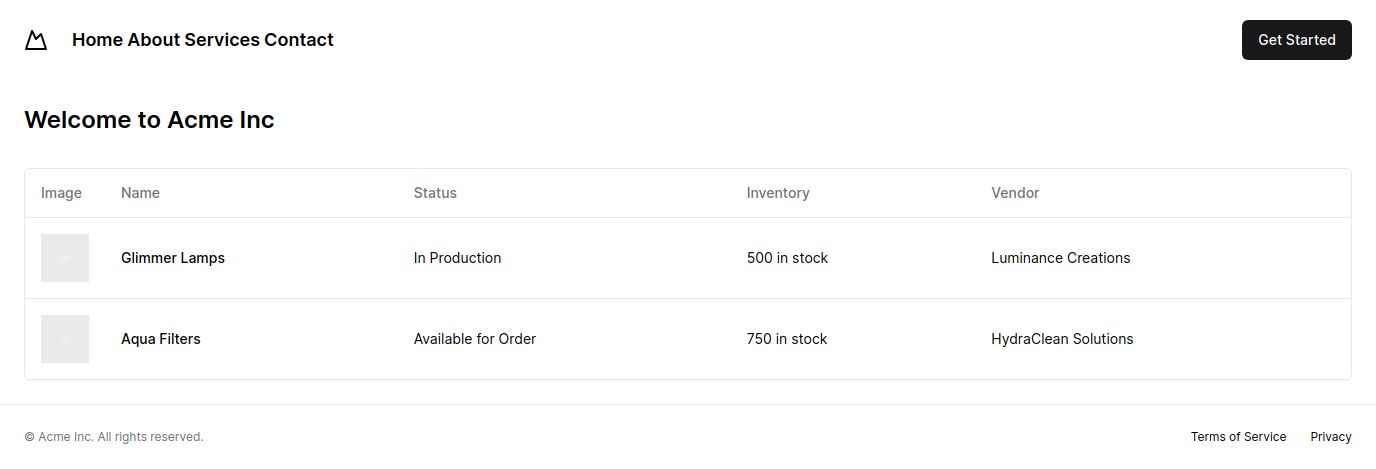 Home About Services Contact
Get Started
Welcome to Acme Inc
Image Name Status Inventory Vendor
Glimmer Lamps In Production 500 in stock Luminance Creations
Aqua Filters Available for Order 750 in stock HydraClean Solutions
© Acme Inc. All rights reserved.
Terms of Service Privacy